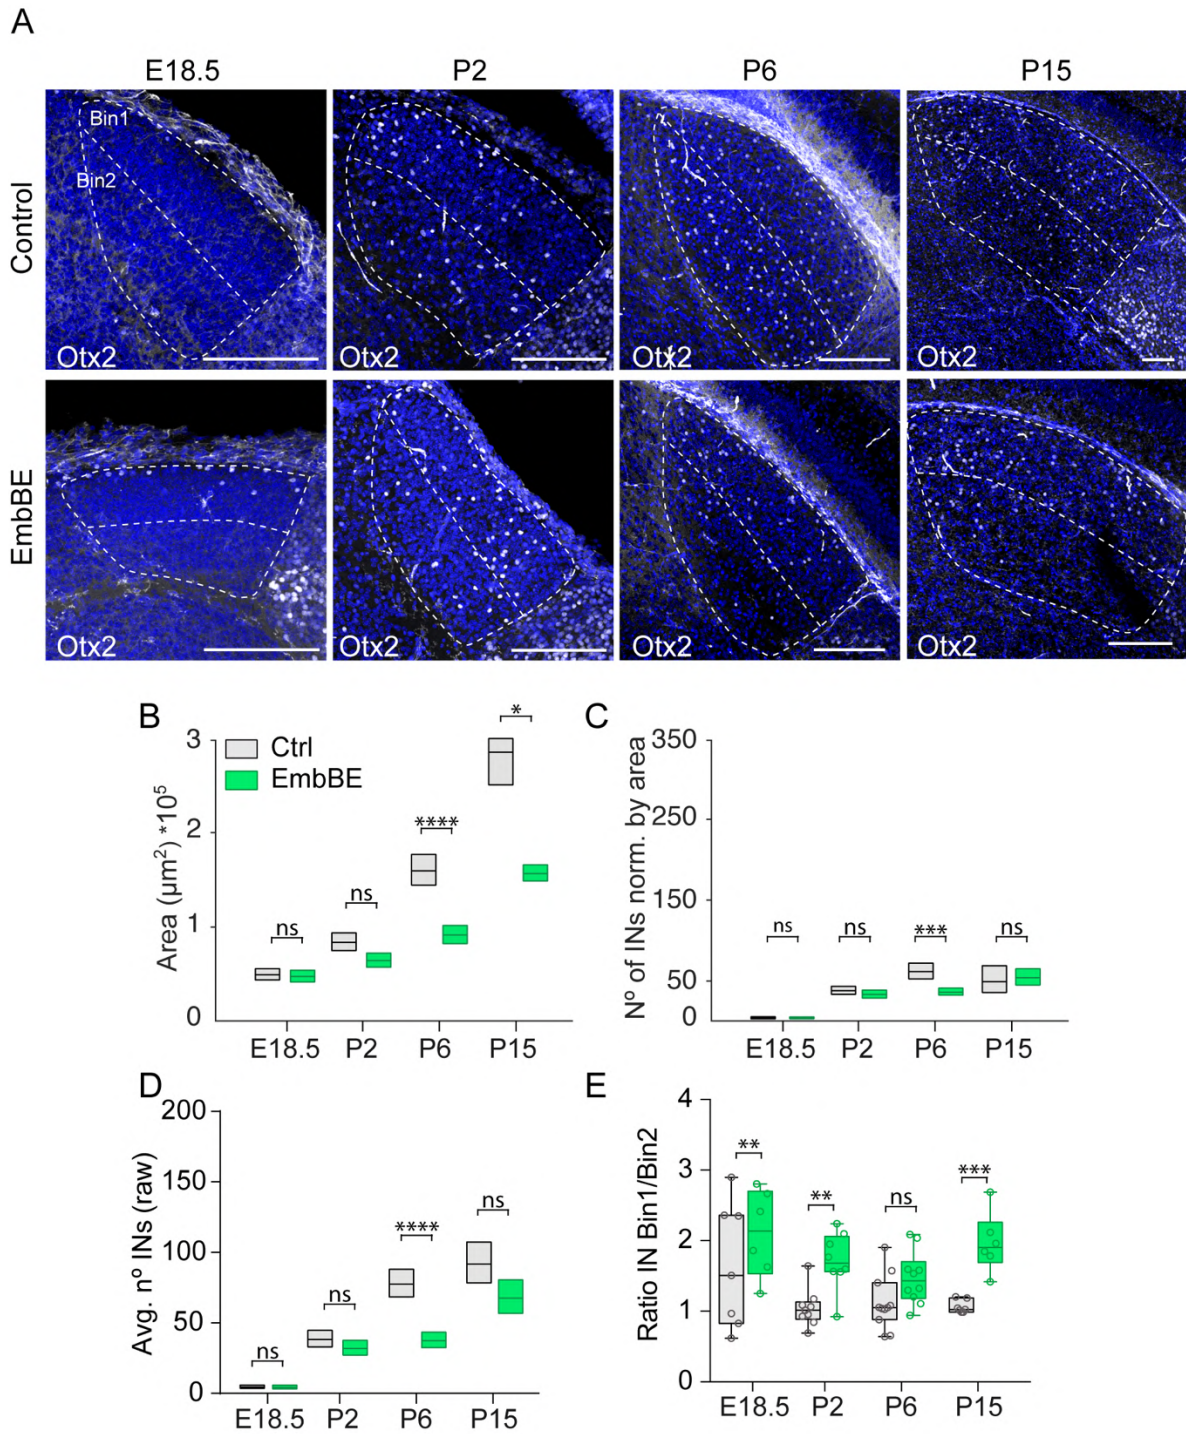 A
E18.5 P2 P6 P15
Control
Bin1
Bin2
Otx2 Otx2 Otx2 Otx2
EmbBE
Otx2 Otx2 Otx2 Otx2
B
Area (µm²) *10⁵
3
2
1
0
Ctrl
EmbBE
ns ns **** *
E18.5 P2 P6 P15
C
Nº of INs norm. by area
350
250
150
50
0
ns ns *** ns
E18.5 P2 P6 P15
D
Avg. nº INs (raw)
200
150
100
50
0
ns ns **** ns
E18.5 P2 P6 P15
E
Ratio IN Bin1/Bin2
4
3
2
1
0
** ** ns ***
E18.5 P2 P6 P15